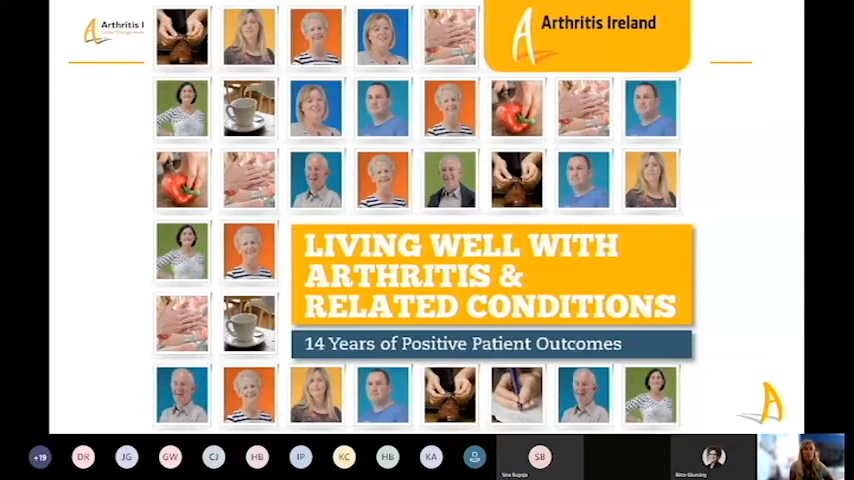 Arthritis I
Arthritis Ireland
LIVING WELL WITH
ARTHRITIS &
RELATED CONDITIONS
14 Years of Positive Patient Outcomes
+19
DR
JG
GW
CJ
HB
IP
KC
HB
KA
SB